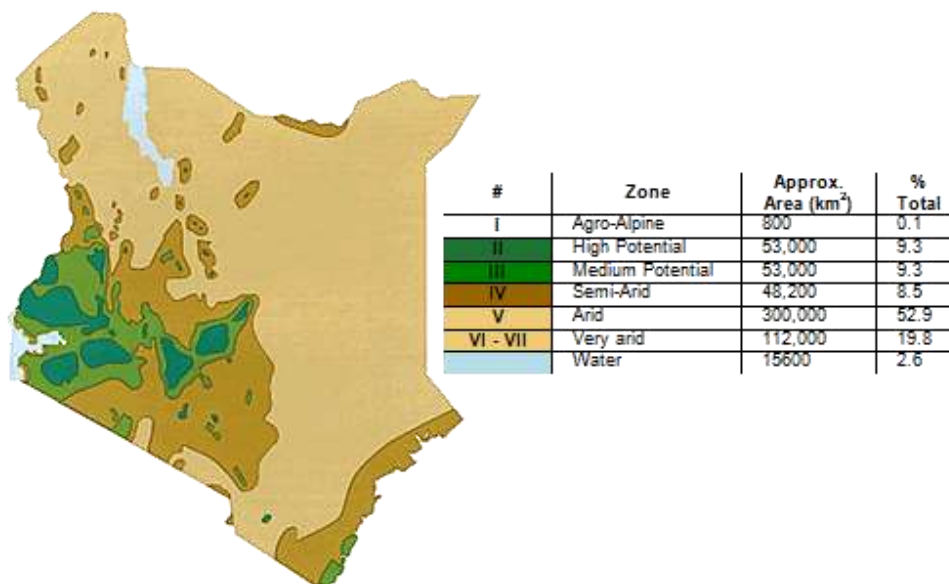 # Zone Approx. Area (km²) % Total
I Agro-Alpine 800 0.1
II High Potential 53,000 9.3
III Medium Potential 53,000 9.3
IV Semi-Arid 48,200 8.5
V Arid 300,000 52.9
VI - VII Very arid 112,000 19.8
Water 15600 2.6